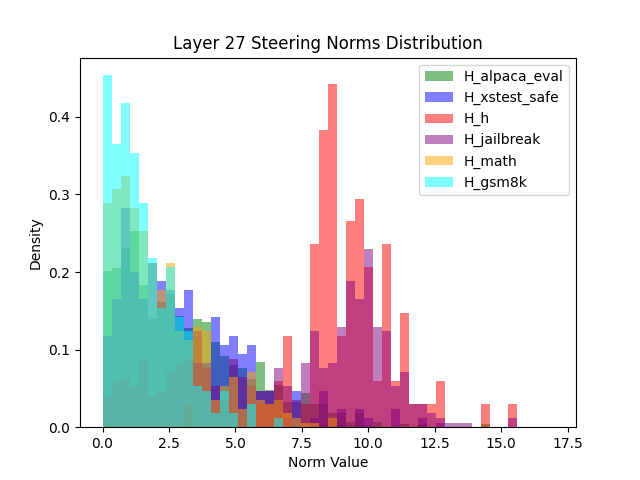 Layer 27 Steering Norms Distribution
H_alpaca_eval
H_xstest_safe
H_h
H_jailbreak
H_math
H_gsm8k
Density
0.4
0.3
0.2
0.1
0.0
0.0 2.5 5.0 7.5 10.0 12.5 15.0 17.5
Norm Value